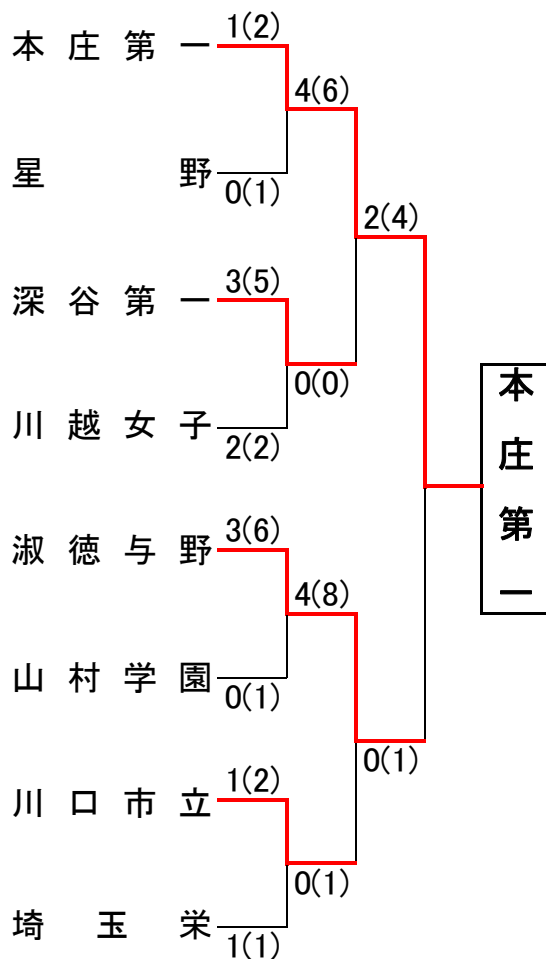 本庄第一
1(2)
4(6)
星野
0(1)
2(4)
深谷第一
3(5)
0(0)
川越女子
2(2)
本庄第一
淑徳与野
3(6)
4(8)
山村学園
0(1)
0(1)
川口市立
1(2)
0(1)
埼玉栄
1(1)